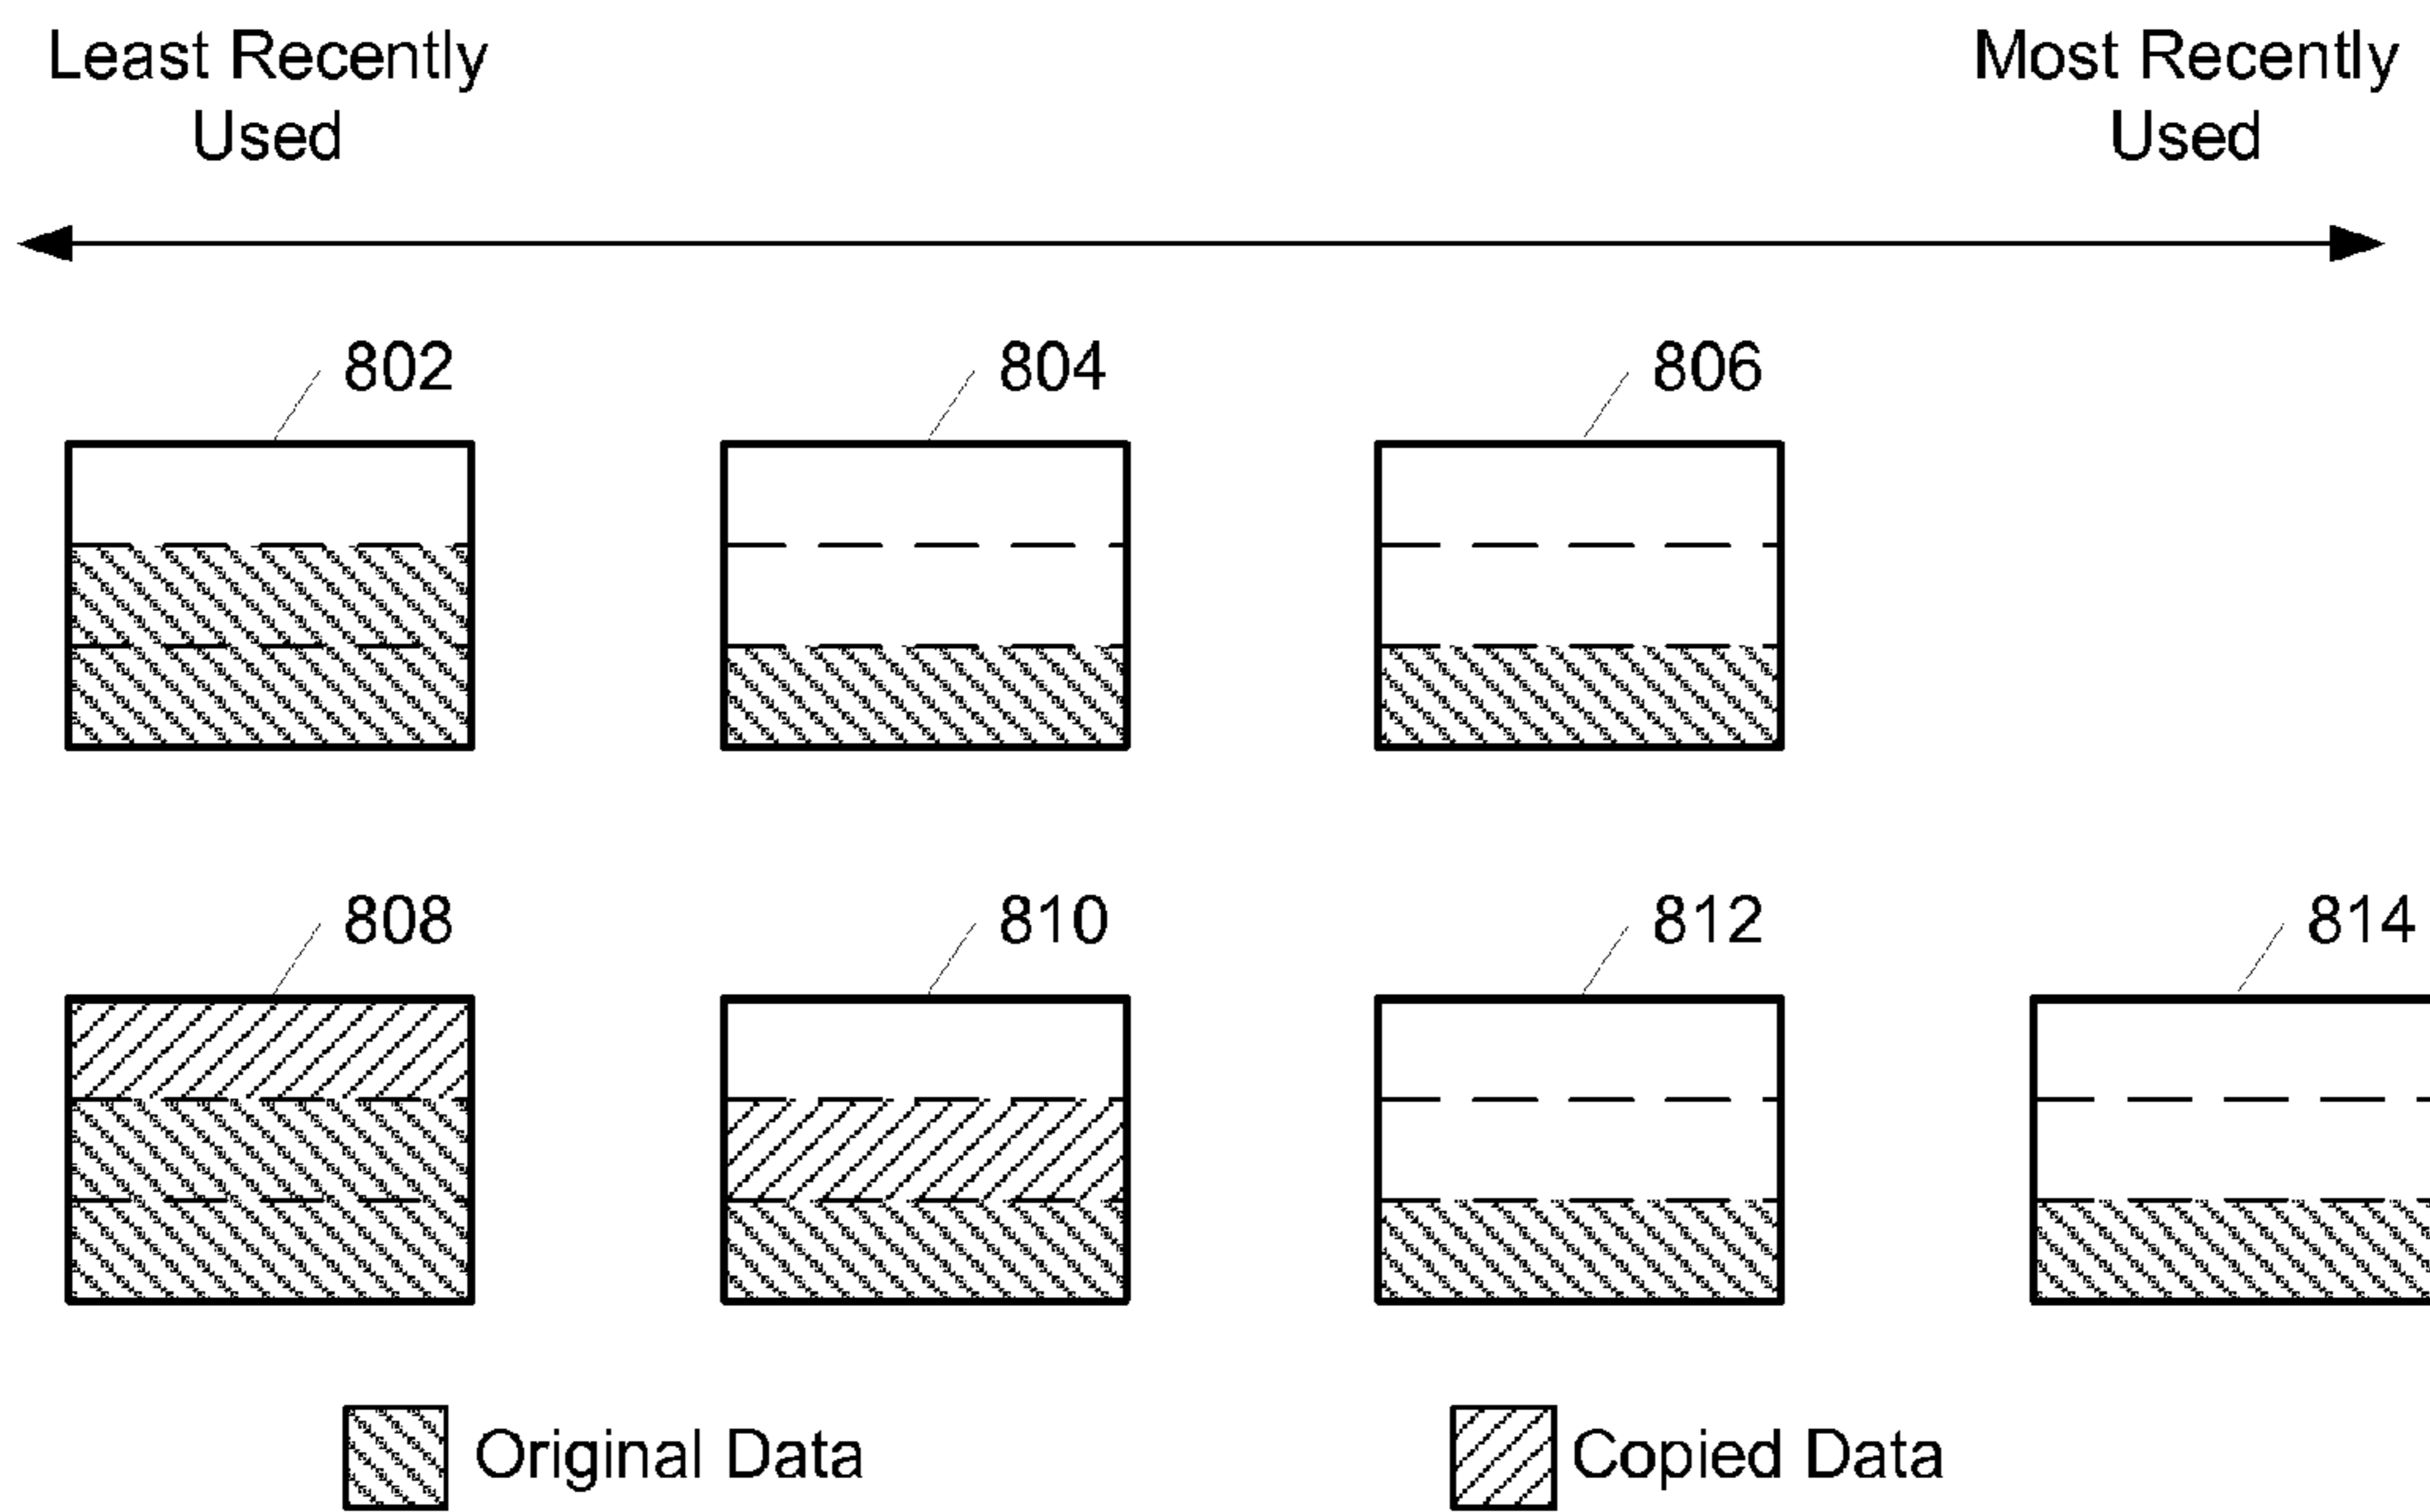 Least Recently
Used
Most Recently
Used
802
804
806
808
810
812
814
Original Data
Copied Data